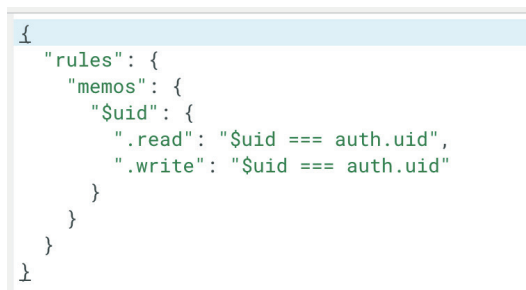 {
  "rules": {
    "memos": {
      "$uid": {
        ".read": "$uid === auth.uid",
        ".write": "$uid === auth.uid"
      }
    }
  }
}